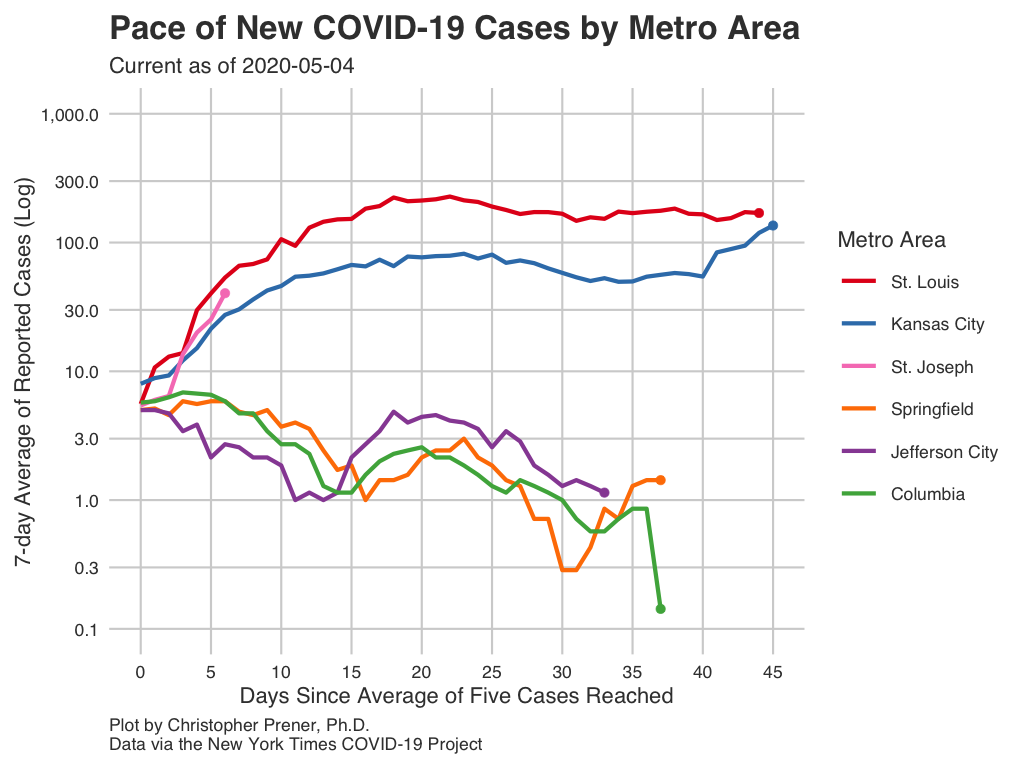 Pace of New COVID-19 Cases by Metro Area
Current as of 2020-05-04
7-day Average of Reported Cases (Log)
1,000.0
300.0
100.0
30.0
10.0
3.0
1.0
0.3
0.1
0 5 10 15 20 25 30 35 40 45
Days Since Average of Five Cases Reached
Metro Area
St. Louis
Kansas City
St. Joseph
Springfield
Jefferson City
Columbia
Plot by Christopher Prener, Ph.D.
Data via the New York Times COVID-19 Project